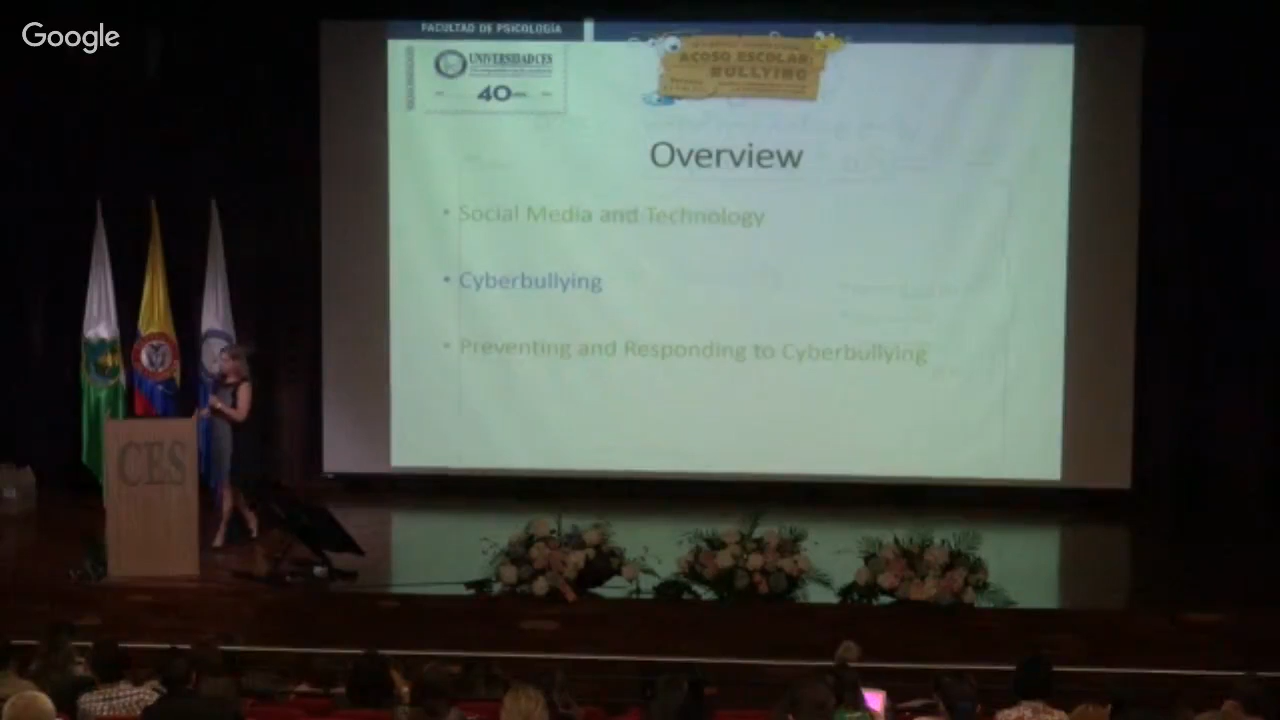 Google
FACULTAD DE PSICOLOGÍA
UNIVERSIDAD CES
40
ACOSO ESCOLAR:
BULLYING
Overview
• Social Media and Technology
• Cyberbullying
• Preventing and Responding to Cyberbullying
CES